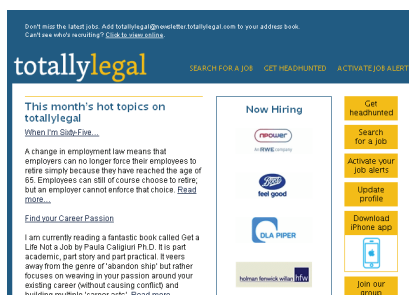 Don't miss the latest jobs. Add totallylegal@newsletter.totallylegal.com to your address book.
Can't see who's recruiting? Click to view online.
totallylegal
SEARCH FOR A JOB GET HEADHUNTED ACTIVATE JOB ALERT
This month's hot topics on
totallylegal
When I'm Sixty-Five...
A change in employment law means that
employers can no longer force their employees to
retire simply because they have reached the age of
65. Employees can still of course choose to retire;
but an employer cannot enforce that choice. Read
more...
Find your Career Passion
I am currently reading a fantastic book called Get a
Life Not a Job by Paula Caligiuri Ph.D. It is part
academic, part story and part practical. It veers
away from the genre of 'abandon ship' but rather
focuses on weaving in your passion around your
existing career (without causing conflict) and
building multiple 'career acts'. Read more
Now Hiring
npower
An RWE company
Boots
feel good
DLA PIPER
holman fenwick willan hfw
Get
headhunted
Search
for a job
Activate your
job alerts
Update
profile
Download
iPhone app
Join our
group